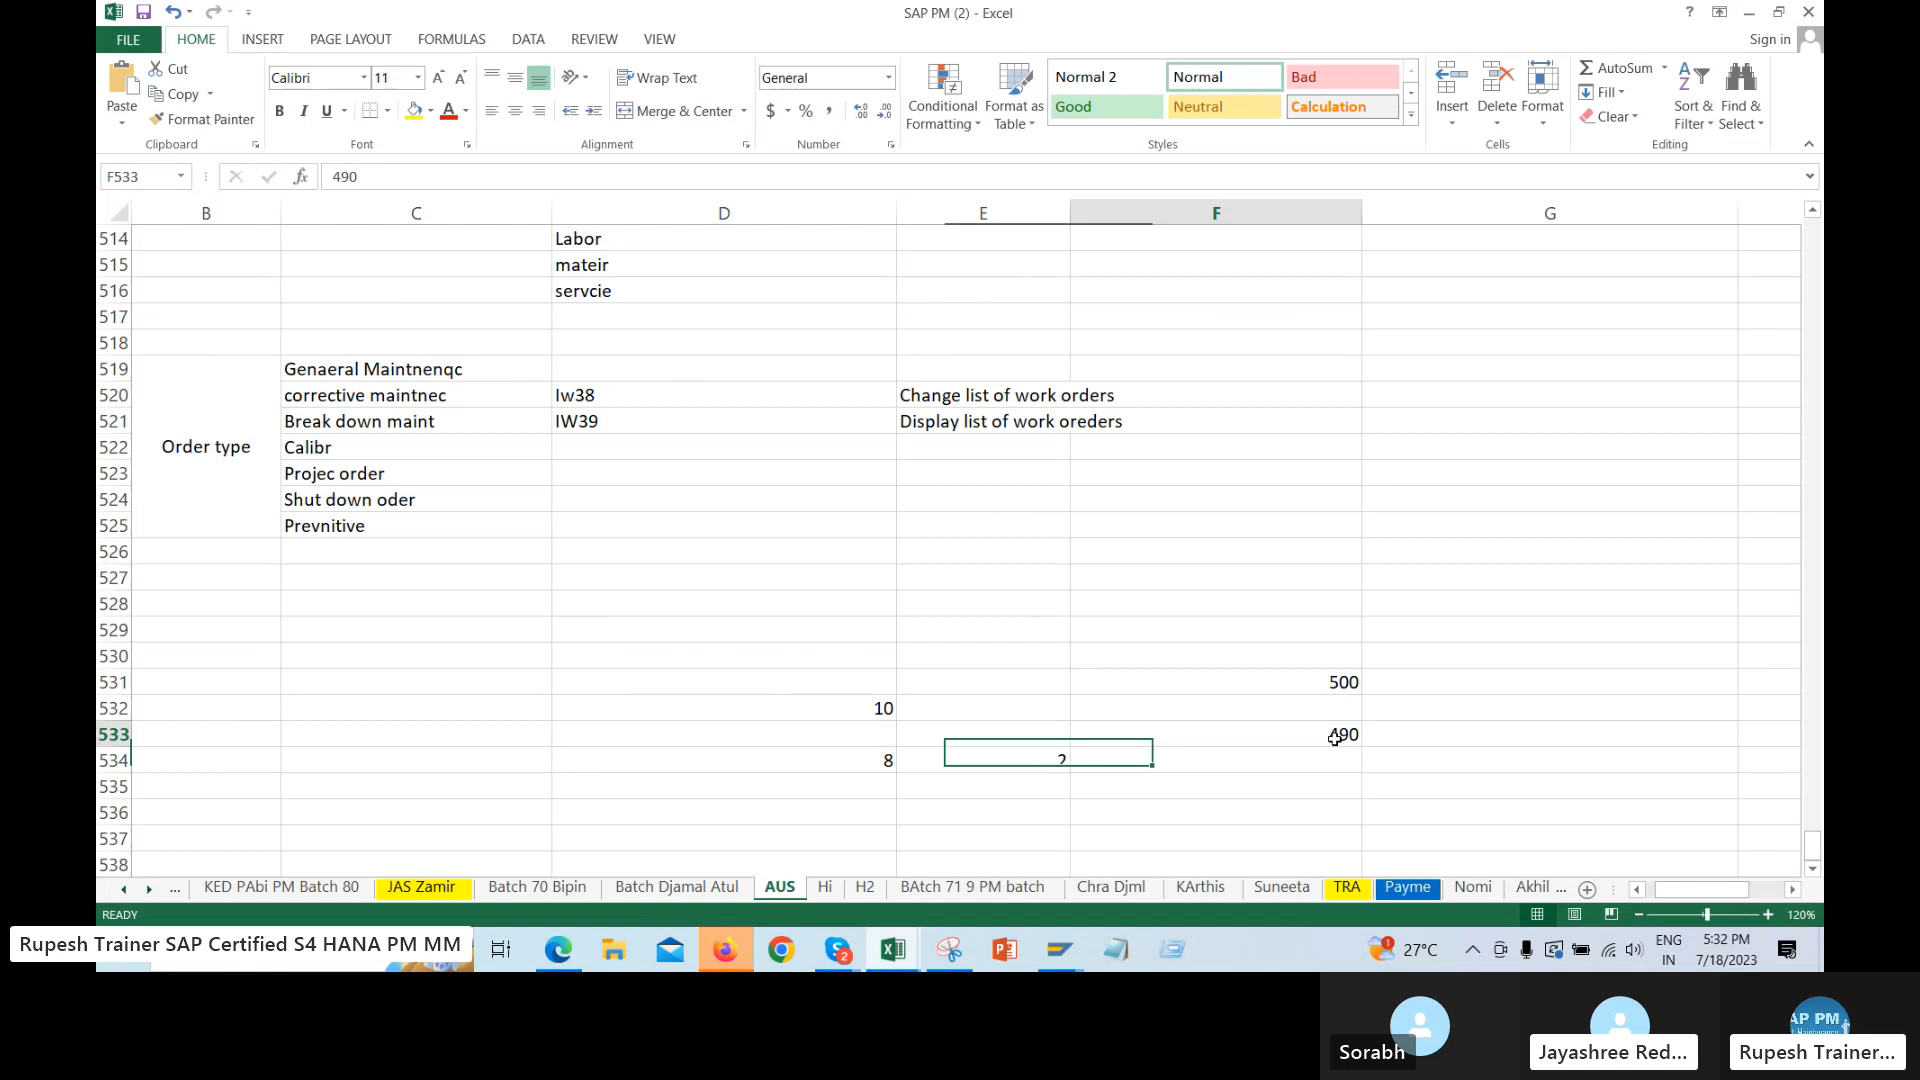 SAP PM (2) - Excel
Sign in
FILE HOME INSERT PAGE LAYOUT FORMULAS DATA REVIEW VIEW
Paste
Cut
Copy
Format Painter
Clipboard
Calibri 11
B I U
Font
Wrap Text
Merge & Center
Alignment
General
$ % ,
Number
Conditional Formatting
Format as Table
Normal 2 Normal Bad
Good Neutral Calculation
Styles
Insert Delete Format
Cells
AutoSum
Fill
Clear
Sort & Filter
Find & Select
Editing
F533 fx 490
B C D E F G
514 Labor
515 mateir
516 servcie
517
518
519 Genaeral Maintnenqc
520 corrective maintnec Iw38 Change list of work orders
521 Break down maint IW39 Display list of work oreders
522 Order type Calibr
523 Projec order
524 Shut down oder
525 Prevnitive
526
527
528
529
530
531 500
532 10
533 490
534 8 2
535
536
537
538
... KED PAbi PM Batch 80 JAS Zamir Batch 70 Bipin Batch Djamal Atul AUS Hi H2 BAtch 71 9 PM batch Chra Djml KArthis Suneeta TRA Payme Nomi Akhil ...
READY 120%
Rupesh Trainer SAP Certified S4 HANA PM MM
27°C
ENG
IN
5:32 PM
7/18/2023
AP PM
Sorabh
Jayashree Red...
Rupesh Trainer...